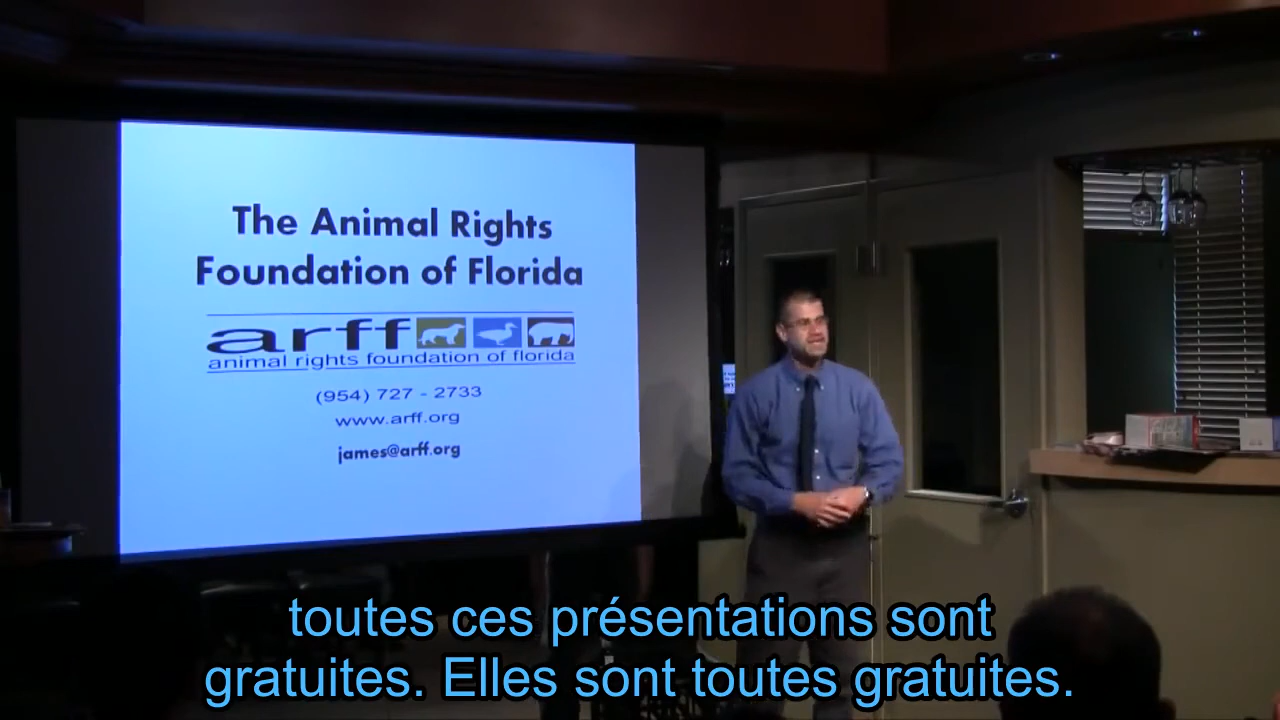 The Animal Rights
Foundation of Florida
arff
animal rights foundation of florida
(954) 727 - 2733
www.arff.org
james@arff.org
toutes ces présentations sont
gratuites. Elles sont toutes gratuites.